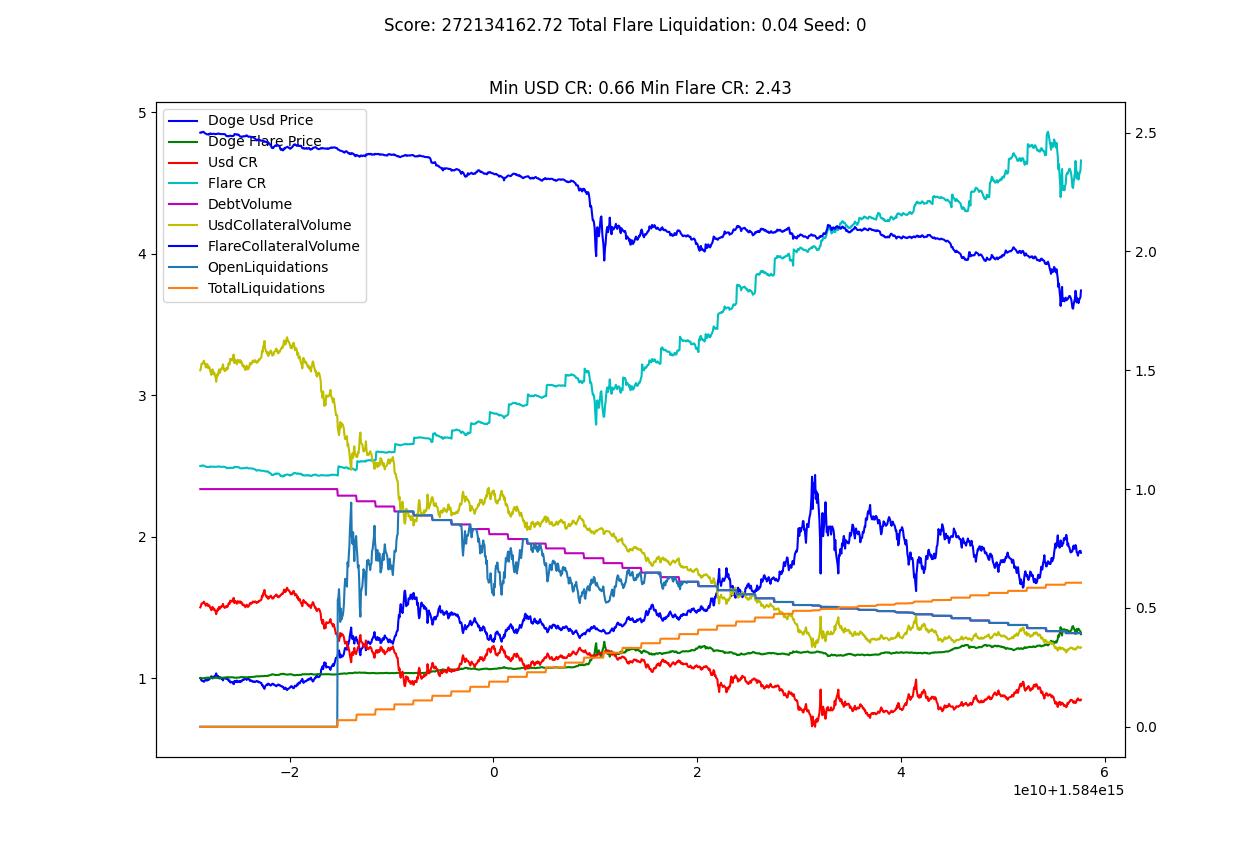 Score: 272134162.72 Total Flare Liquidation: 0.04 Seed: 0
Min USD CR: 0.66 Min Flare CR: 2.43
Doge Usd Price
Doge Flare Price
Usd CR
Flare CR
DebtVolume
UsdCollateralVolume
FlareCollateralVolume
OpenLiquidations
TotalLiquidations
5
4
3
2
1
2.5
2.0
1.5
1.0
0.5
0.0
−2
0
2
4
6
1e10+1.584e15